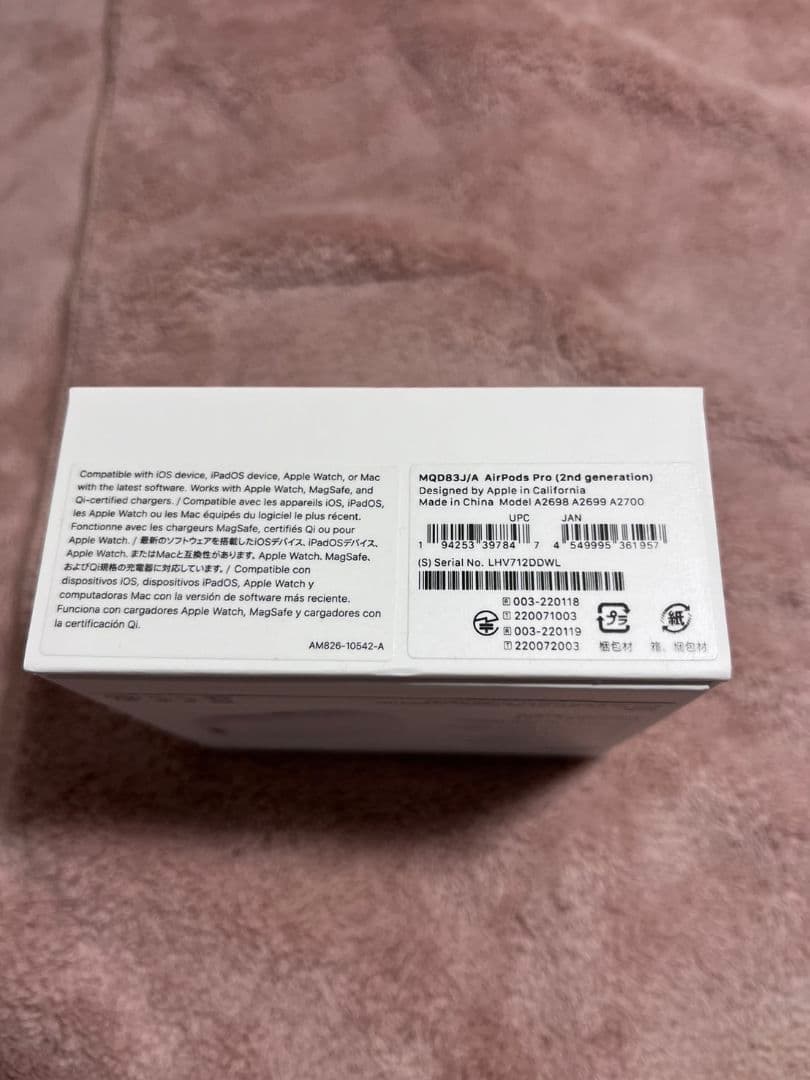 Compatible with iOS device, iPadOS device, Apple Watch, or Mac
with the latest software. Works with Apple Watch, MagSafe, and
Qi-certified chargers. / Compatible avec les appareils iOS, iPadOS,
les Apple Watch ou les Mac équipés du logiciel le plus récent.
Fonctionne avec les chargeurs MagSafe, certifiés Qi ou pour
Apple Watch. / 最新のソフトウェアを搭載したiOSデバイス、iPadOSデバイス、
Apple Watch、またはMacと互換性があります。Apple Watch、MagSafe、
およびQi規格の充電器に対応しています。 / Compatible con
dispositivos iOS, dispositivos iPadOS, Apple Watch y
computadoras Mac con la versión de software más reciente.
Funciona con cargadores Apple Watch, MagSafe y cargadores con
la certificación Qi.
AM826-10542-A
MQD83J/A AirPods Pro (2nd generation)
Designed by Apple in California
Made in China Model A2698 A2699 A2700
UPC JAN
1 94253 39784 7 4 549995 361957
(S) Serial No. LHV712DDWL
R 003-220118
T 220071003
R 003-220119
T 220072003
プラ
梱包材
紙
箱、梱包材